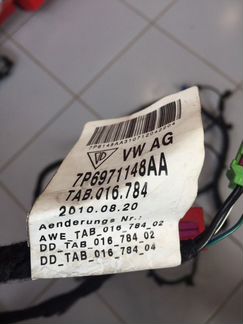 VW AG
7P6971148AA
TAB.016.784
2010.08.20
Aenderungs Nr.:
AWE_TAB_016_784_02
DD_TAB_016_784_02
DD_TAB_016_784_04